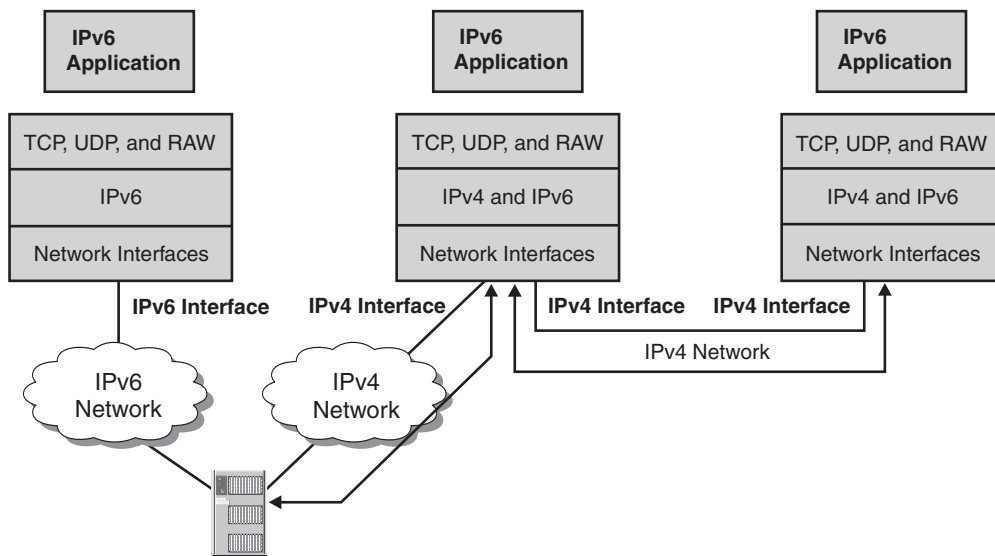 IPv6
Application
TCP, UDP, and RAW
IPv6
Network Interfaces
IPv6 Interface
IPv6
Network
IPv6
Application
TCP, UDP, and RAW
IPv4 and IPv6
Network Interfaces
IPv4 Interface
IPv4
Network
IPv4 Interface
IPv6
Application
TCP, UDP, and RAW
IPv4 and IPv6
Network Interfaces
IPv4 Interface
IPv4 Network